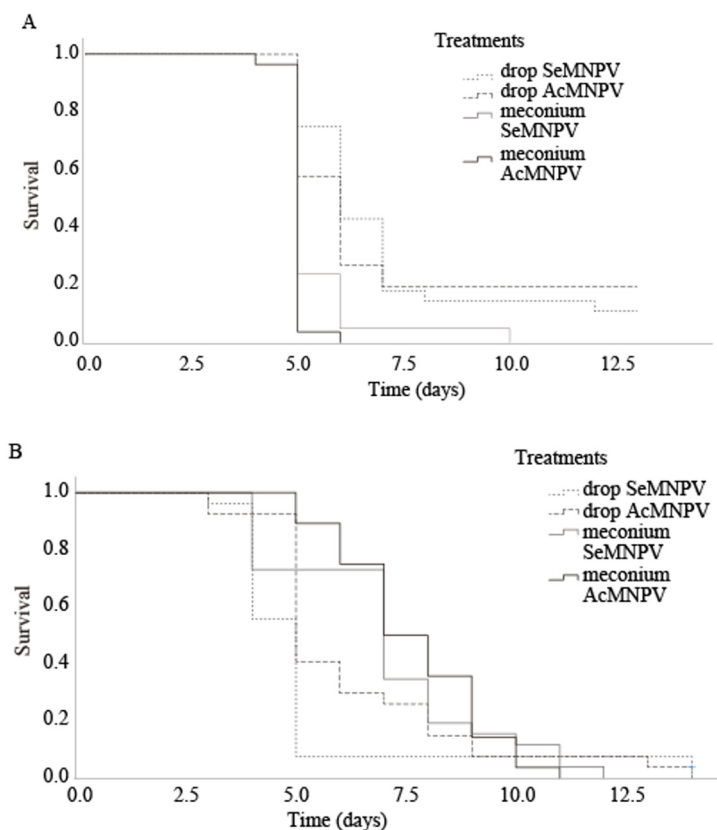 A
Treatments
drop SeMNPV
drop AcMNPV
meconium
SeMNPV
meconium
AcMNPV
1.0
0.8
0.6
0.4
0.2
0.0
Survival
0.0 2.5 5.0 7.5 10.0 12.5
Time (days)
B
Treatments
drop SeMNPV
drop AcMNPV
meconium
SeMNPV
meconium
AcMNPV
1.0
0.8
0.6
0.4
0.2
0.0
Survival
0.0 2.5 5.0 7.5 10.0 12.5
Time (days)